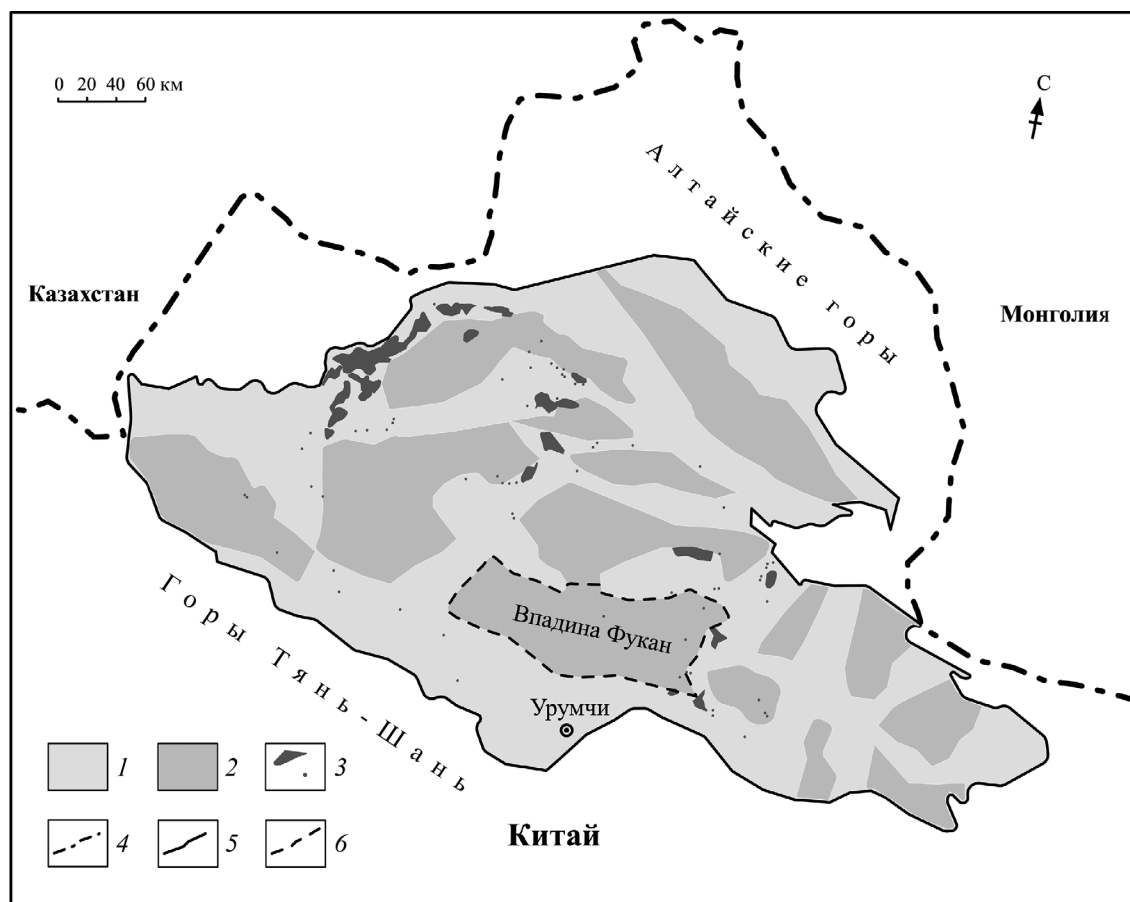 0 20 40 60 км
С
Алтайские горы
Казахстан
Монголия
Впадина Фукан
Горы Тянь-Шань
Урумчи
1
2
3
4
5
6
Китай